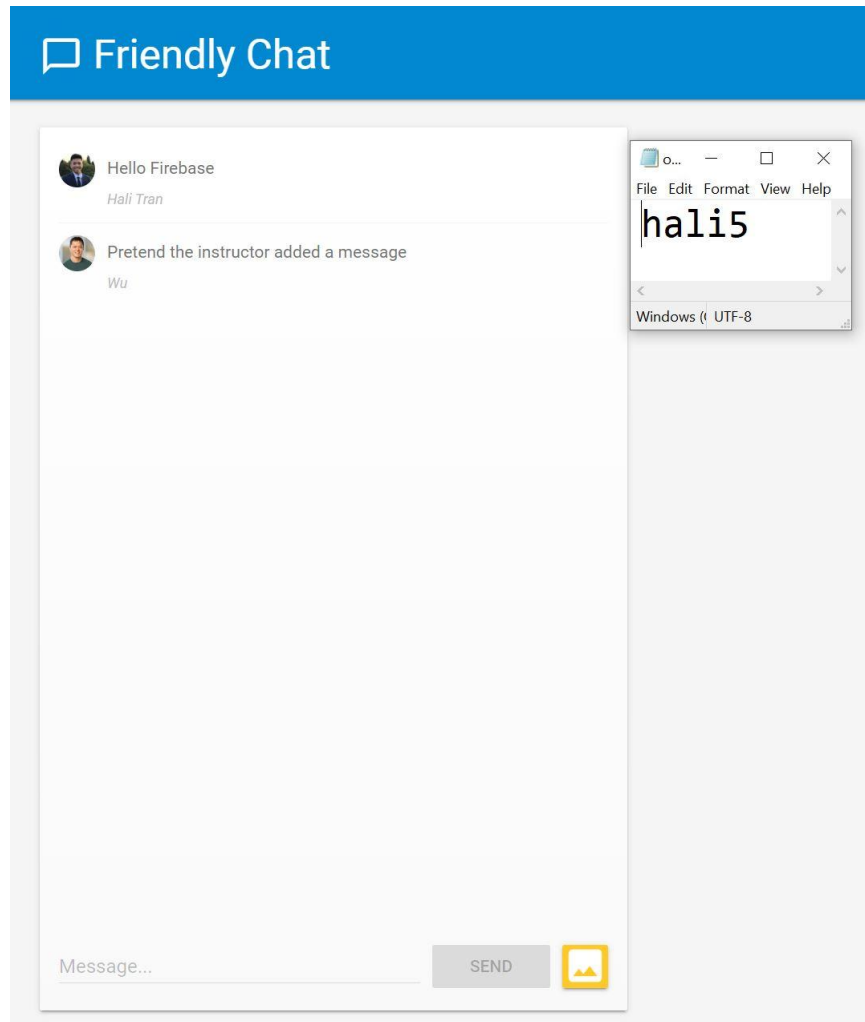 Friendly Chat
Hello Firebase
Hali Tran
Pretend the instructor added a message
Wu
o...
File Edit Format View Help
hali5
Windows (C UTF-8
Message...
SEND